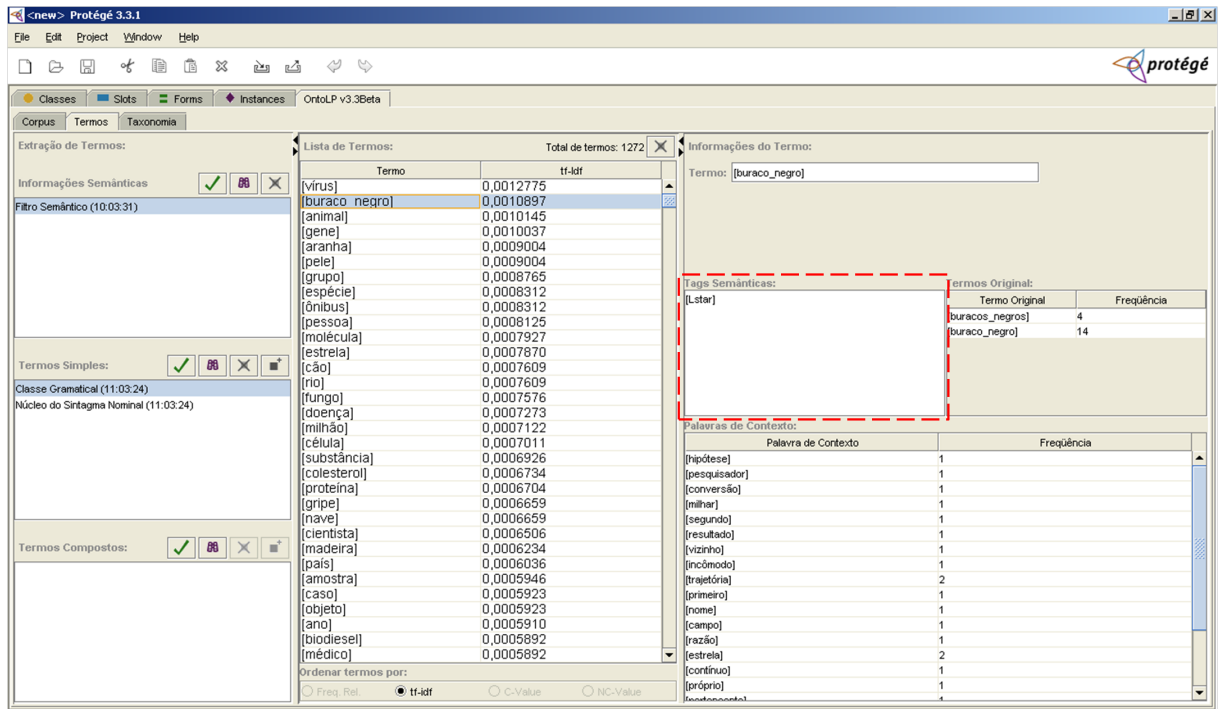 <new> Protégé 3.3.1
File Edit Project Window Help
protégé
Classes Slots Forms Instances OntoLP v3.3Beta
Corpus Termos Taxonomia
Extração de Termos:
Informações Semânticas
Filtro Semântico (10:03:31)
Termos Simples:
Classe Gramatical (11:03:24)
Núcleo do Sintagma Nominal (11:03:24)
Termos Compostos:
Lista de Termos: Total de termos: 1272
Termo tf-Idf
[vírus] 0,0012775
[buraco_negro] 0,0010897
[animal] 0,0010145
[gene] 0,0010037
[aranha] 0,0009004
[pele] 0,0009004
[grupo] 0,0008765
[espécie] 0,0008312
[ônibus] 0,0008312
[pessoa] 0,0008125
[molécula] 0,0007927
[estrela] 0,0007870
[cão] 0,0007609
[rio] 0,0007609
[fungo] 0,0007576
[doença] 0,0007273
[milhão] 0,0007122
[célula] 0,0007011
[substância] 0,0006926
[colesterol] 0,0006734
[proteína] 0,0006704
[gripe] 0,0006659
[nave] 0,0006659
[cientista] 0,0006506
[madeira] 0,0006234
[país] 0,0006036
[amostra] 0,0005946
[caso] 0,0005923
[objeto] 0,0005923
[ano] 0,0005910
[biodiesel] 0,0005892
[médico] 0,0005892
Ordenar termos por:
Freq. Rel. tf-idf C-Value NC-Value
Informações do Termo:
Termo: [buraco_negro]
Tags Semânticas:
[Lstar]
Termos Original:
Termo Original Freqüência
[buracos_negros] 4
[buraco_negro] 14
Palavras de Contexto:
Palavra de Contexto Freqüência
[hipótese] 1
[pesquisador] 1
[conversão] 1
[milhar] 1
[segundo] 1
[resultado] 1
[vizinho] 1
[incômodo] 1
[trajetória] 2
[primeiro] 1
[nome] 1
[campo] 1
[razão] 1
[estrela] 2
[contínuo] 1
[próprio] 1